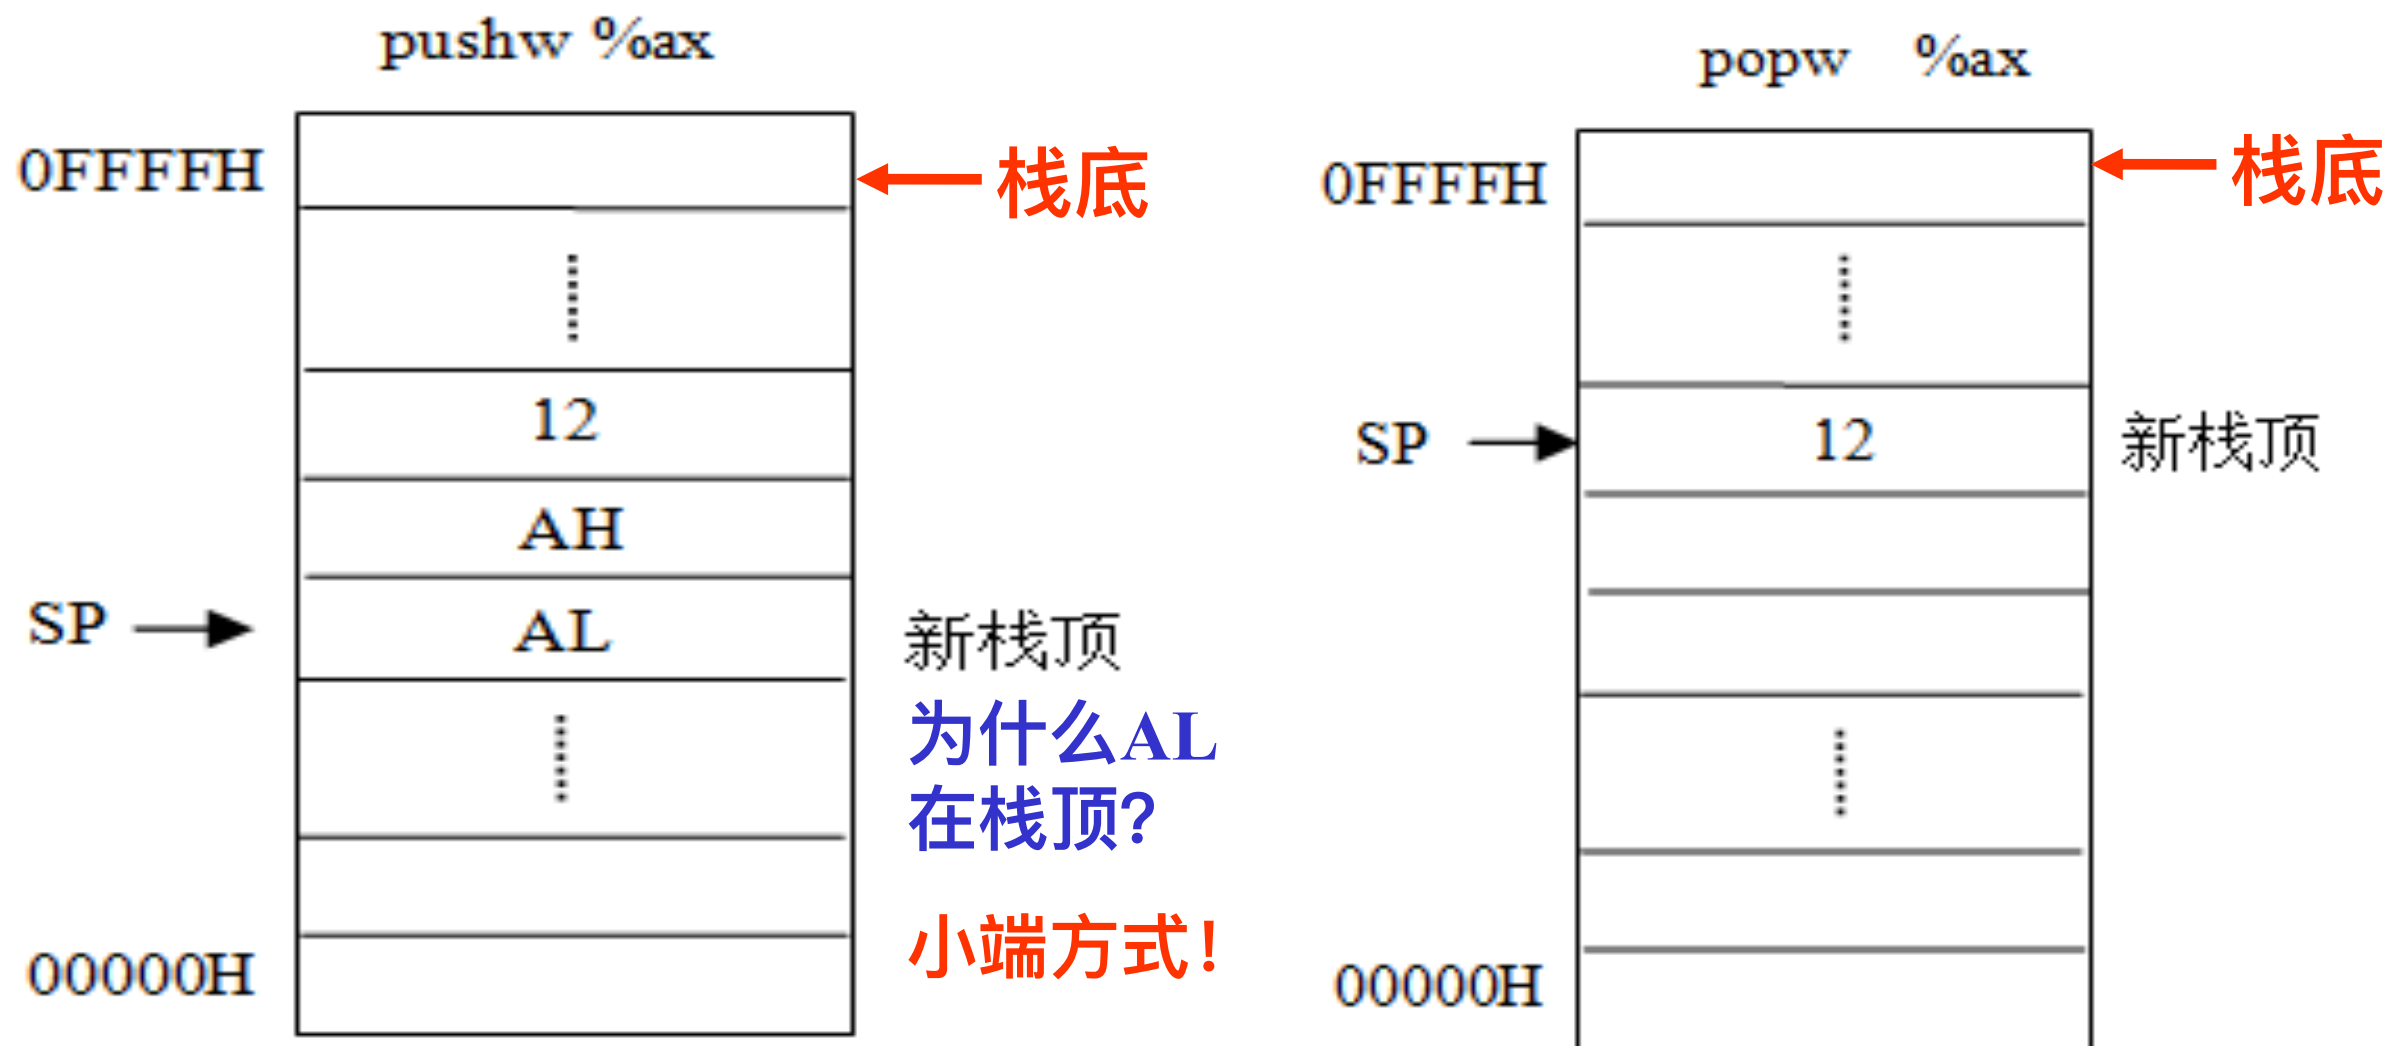 pushw %ax
0FFFFH
栈底
12
AH
SP
AL
新栈顶
为什么AL
在栈顶?
小端方式!
00000H
popw %ax
0FFFFH
栈底
SP
12
新栈顶
00000H